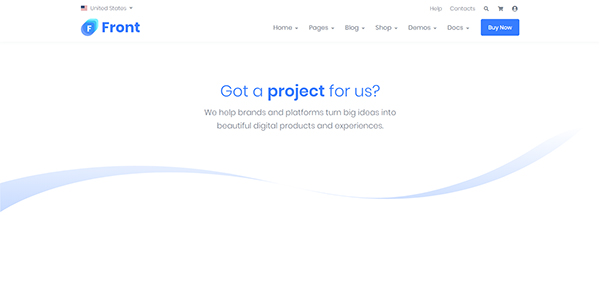 United States
Help Contacts
F Front
Home Pages Blog Shop Demos Docs Buy Now
Got a project for us?
We help brands and platforms turn big ideas into
beautiful digital products and experiences.